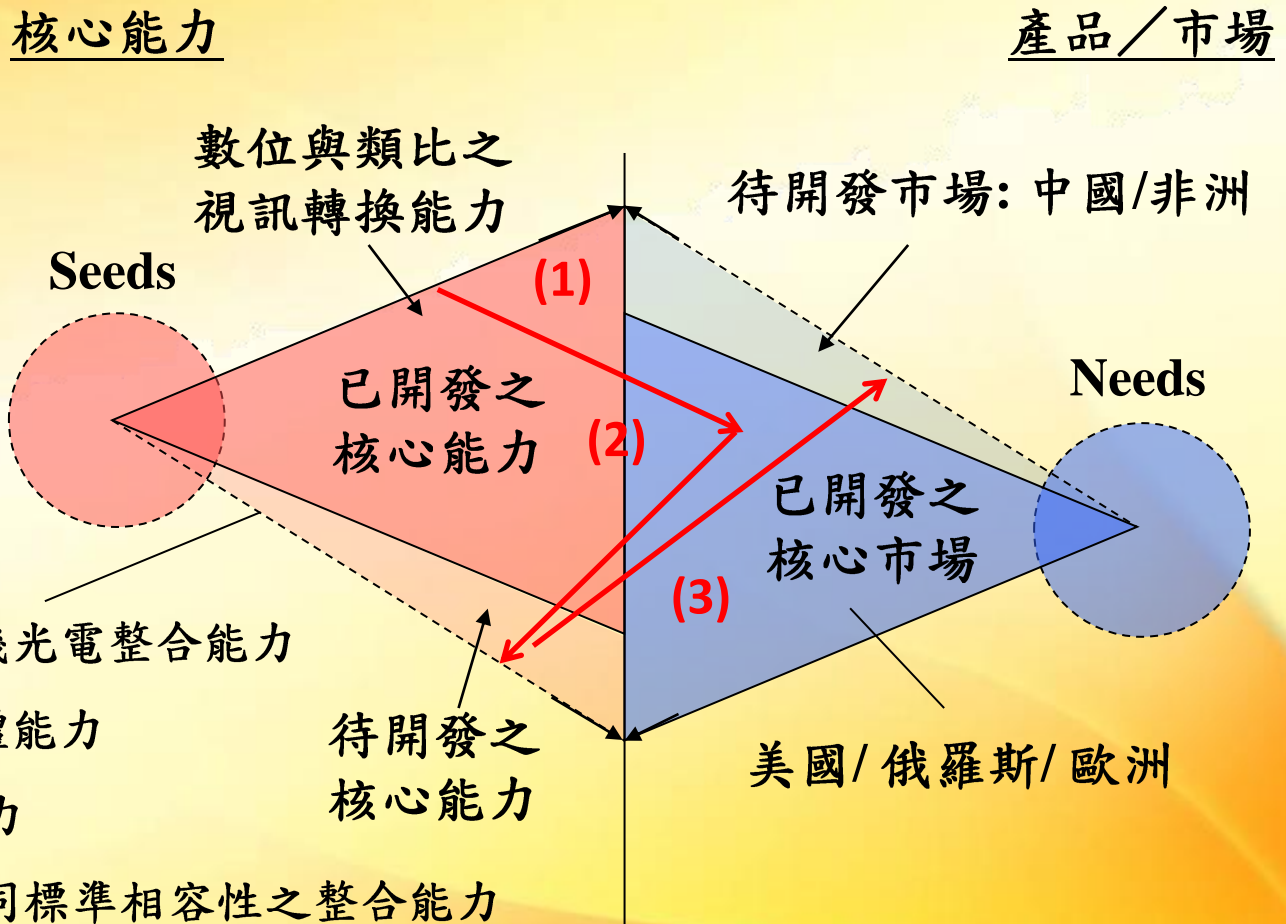 核心能力
產品／市場
數位與類比之
視訊轉換能力
待開發市場: 中國/非洲
Seeds
(1)
Needs
已開發之
核心能力
(2)
已開發之
核心市場
(3)
光電整合能力
能力
待開發之
核心能力
美國/ 俄羅斯/ 歐洲
力
同標準相容性之整合能力